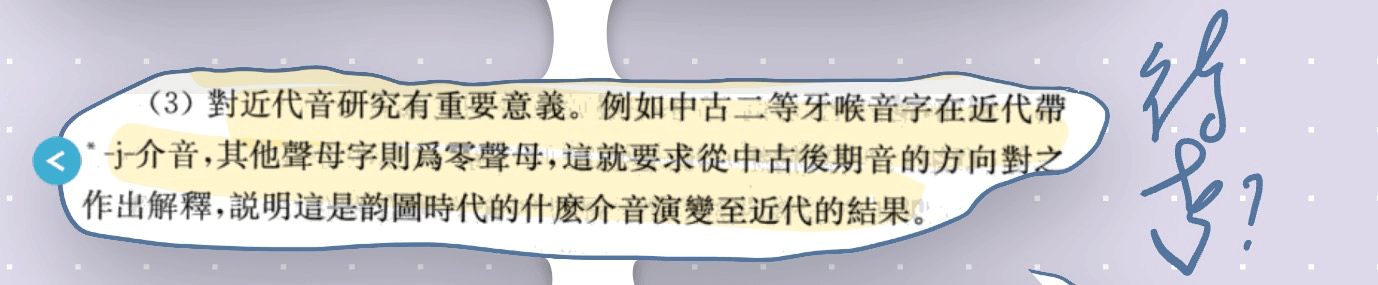 （3）對近代音研究有重要意義。例如中古二等牙喉音字在近代帶
*-j-介音，其他聲母字則爲零聲母，這就要求從中古後期音的方向對之
作出解釋，説明這是韵圖時代的什麽介音演變至近代的結果。
待
考？